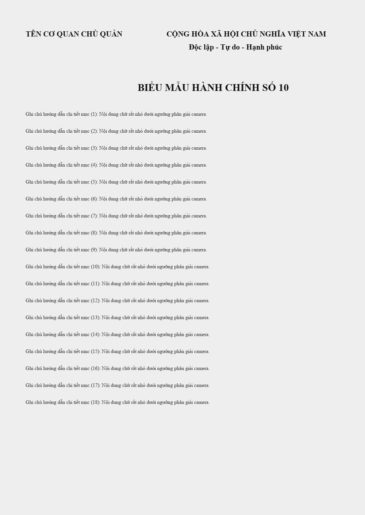 TÊN CƠ QUAN CHỦ QUẢN
CỘNG HÒA XÃ HỘI CHỦ NGHĨA VIỆT NAM
Độc lập - Tự do - Hạnh phúc
BIỂU MẪU HÀNH CHÍNH SỐ 10
Ghi chú hướng dẫn chi tiết mục (1): Nội dung chữ rất nhỏ dưới ngưỡng phân giải camera.
Ghi chú hướng dẫn chi tiết mục (2): Nội dung chữ rất nhỏ dưới ngưỡng phân giải camera.
Ghi chú hướng dẫn chi tiết mục (3): Nội dung chữ rất nhỏ dưới ngưỡng phân giải camera.
Ghi chú hướng dẫn chi tiết mục (4): Nội dung chữ rất nhỏ dưới ngưỡng phân giải camera.
Ghi chú hướng dẫn chi tiết mục (5): Nội dung chữ rất nhỏ dưới ngưỡng phân giải camera.
Ghi chú hướng dẫn chi tiết mục (6): Nội dung chữ rất nhỏ dưới ngưỡng phân giải camera.
Ghi chú hướng dẫn chi tiết mục (7): Nội dung chữ rất nhỏ dưới ngưỡng phân giải camera.
Ghi chú hướng dẫn chi tiết mục (8): Nội dung chữ rất nhỏ dưới ngưỡng phân giải camera.
Ghi chú hướng dẫn chi tiết mục (9): Nội dung chữ rất nhỏ dưới ngưỡng phân giải camera.
Ghi chú hướng dẫn chi tiết mục (10): Nội dung chữ rất nhỏ dưới ngưỡng phân giải camera.
Ghi chú hướng dẫn chi tiết mục (11): Nội dung chữ rất nhỏ dưới ngưỡng phân giải camera.
Ghi chú hướng dẫn chi tiết mục (12): Nội dung chữ rất nhỏ dưới ngưỡng phân giải camera.
Ghi chú hướng dẫn chi tiết mục (13): Nội dung chữ rất nhỏ dưới ngưỡng phân giải camera.
Ghi chú hướng dẫn chi tiết mục (14): Nội dung chữ rất nhỏ dưới ngưỡng phân giải camera.
Ghi chú hướng dẫn chi tiết mục (15): Nội dung chữ rất nhỏ dưới ngưỡng phân giải camera.
Ghi chú hướng dẫn chi tiết mục (16): Nội dung chữ rất nhỏ dưới ngưỡng phân giải camera.
Ghi chú hướng dẫn chi tiết mục (17): Nội dung chữ rất nhỏ dưới ngưỡng phân giải camera.
Ghi chú hướng dẫn chi tiết mục (18): Nội dung chữ rất nhỏ dưới ngưỡng phân giải camera.